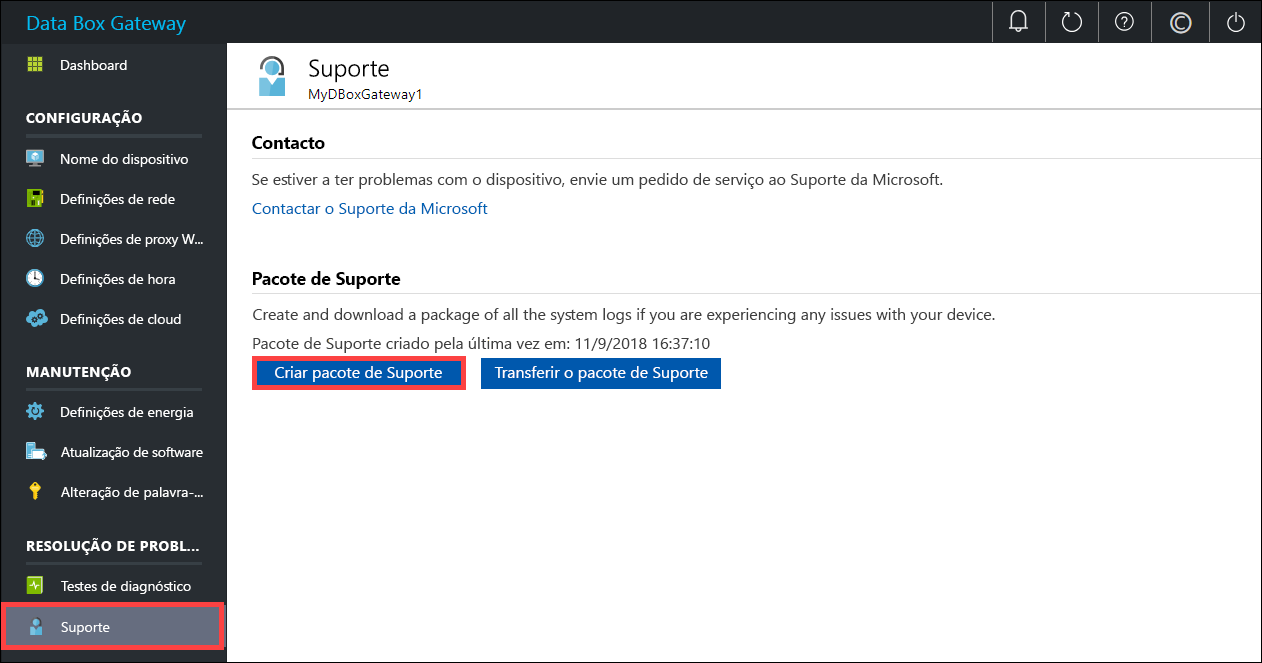 Data Box Gateway
Dashboard
CONFIGURAÇÃO
Nome do dispositivo
Definições de rede
Definições de proxy W...
Definições de hora
Definições de cloud
MANUTENÇÃO
Definições de energia
Atualização de software
Alteração de palavra-...
RESOLUÇÃO DE PROBL...
Testes de diagnóstico
Suporte
Suporte
MyDBoxGateway1
Contacto
Se estiver a ter problemas com o dispositivo, envie um pedido de serviço ao Suporte da Microsoft.
Contactar o Suporte da Microsoft
Pacote de Suporte
Create and download a package of all the system logs if you are experiencing any issues with your device.
Pacote de Suporte criado pela última vez em: 11/9/2018 16:37:10
Criar pacote de Suporte
Transferir o pacote de Suporte